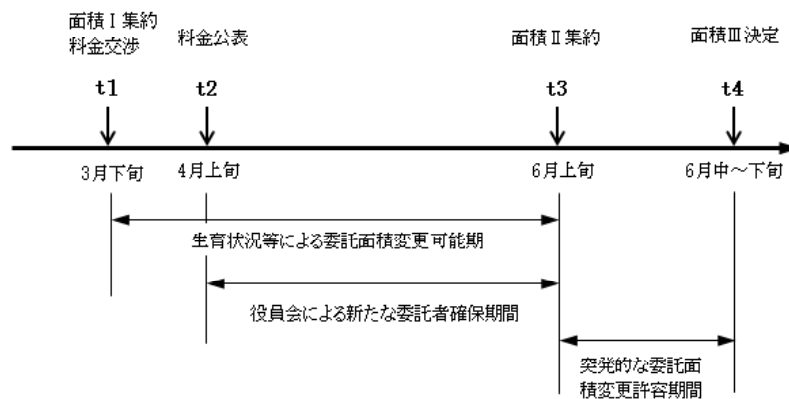 面積Ⅰ集約
料金交渉
料金公表
面積Ⅱ集約
面積Ⅲ決定
t1
t2
t3
t4
3月下旬
4月上旬
6月上旬
6月中～下旬
生育状況等による委託面積変更可能期
役員会による新たな委託者確保期間
突発的な委託面
積変更許容期間